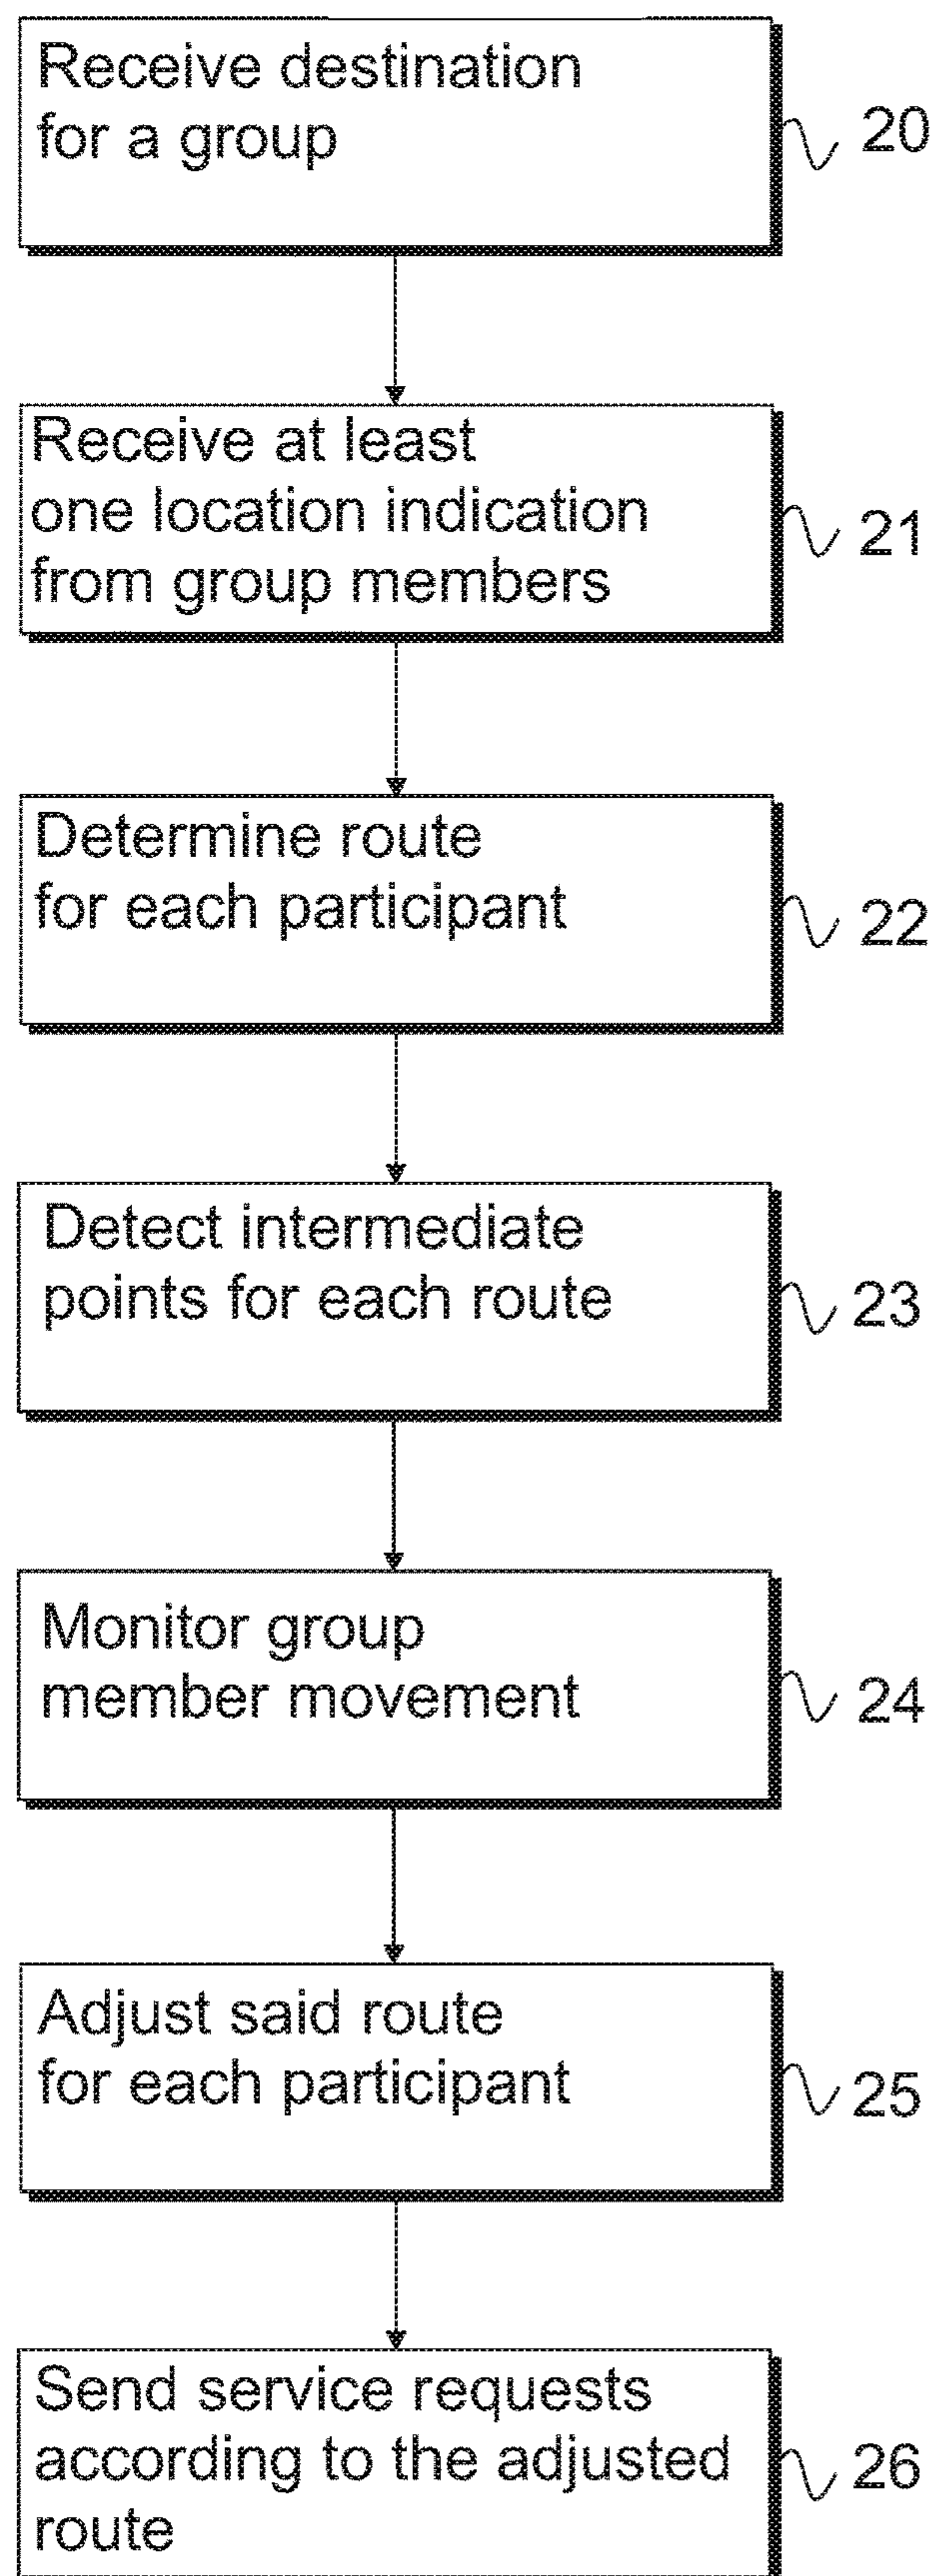 Receive destination
for a group
20
Receive at least
one location indication
from group members
21
Determine route
for each participant
22
Detect intermediate
points for each route
23
Monitor group
member movement
24
Adjust said route
for each participant
25
Send service requests
according to the adjusted
route
26